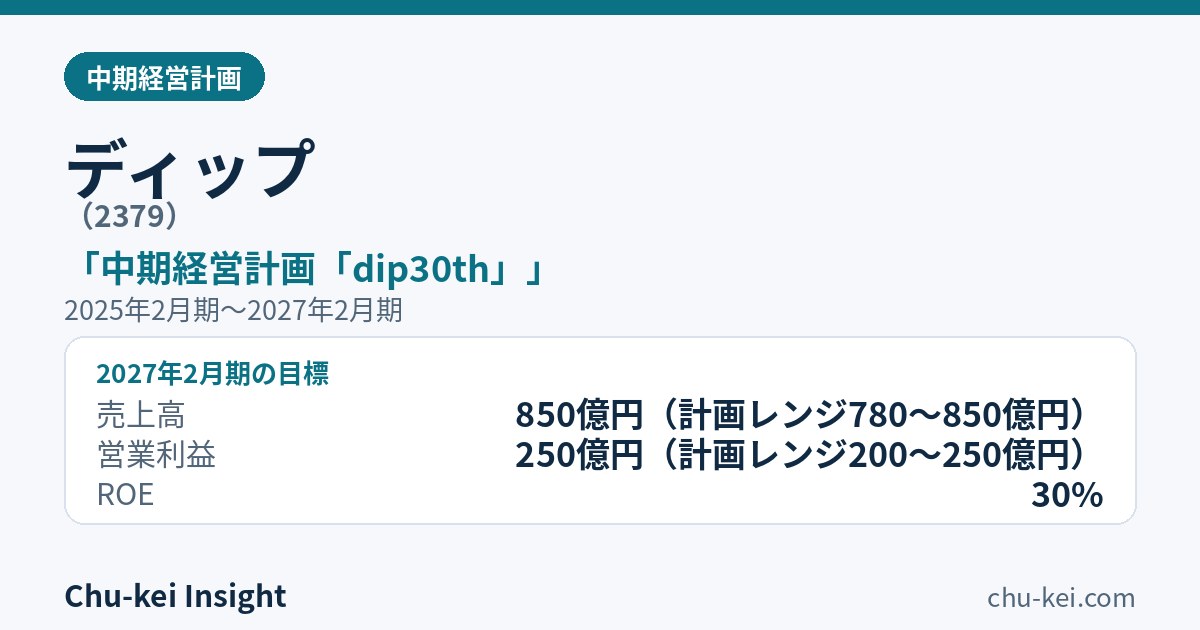 中期経営計画
ディップ
（2379）
「中期経営計画「dip30th」」
2025年2月期～2027年2月期
2027年2月期の目標
売上高 850億円（計画レンジ780～850億円）
営業利益 250億円（計画レンジ200～250億円）
ROE 30%
Chu-kei Insight chu-kei.com